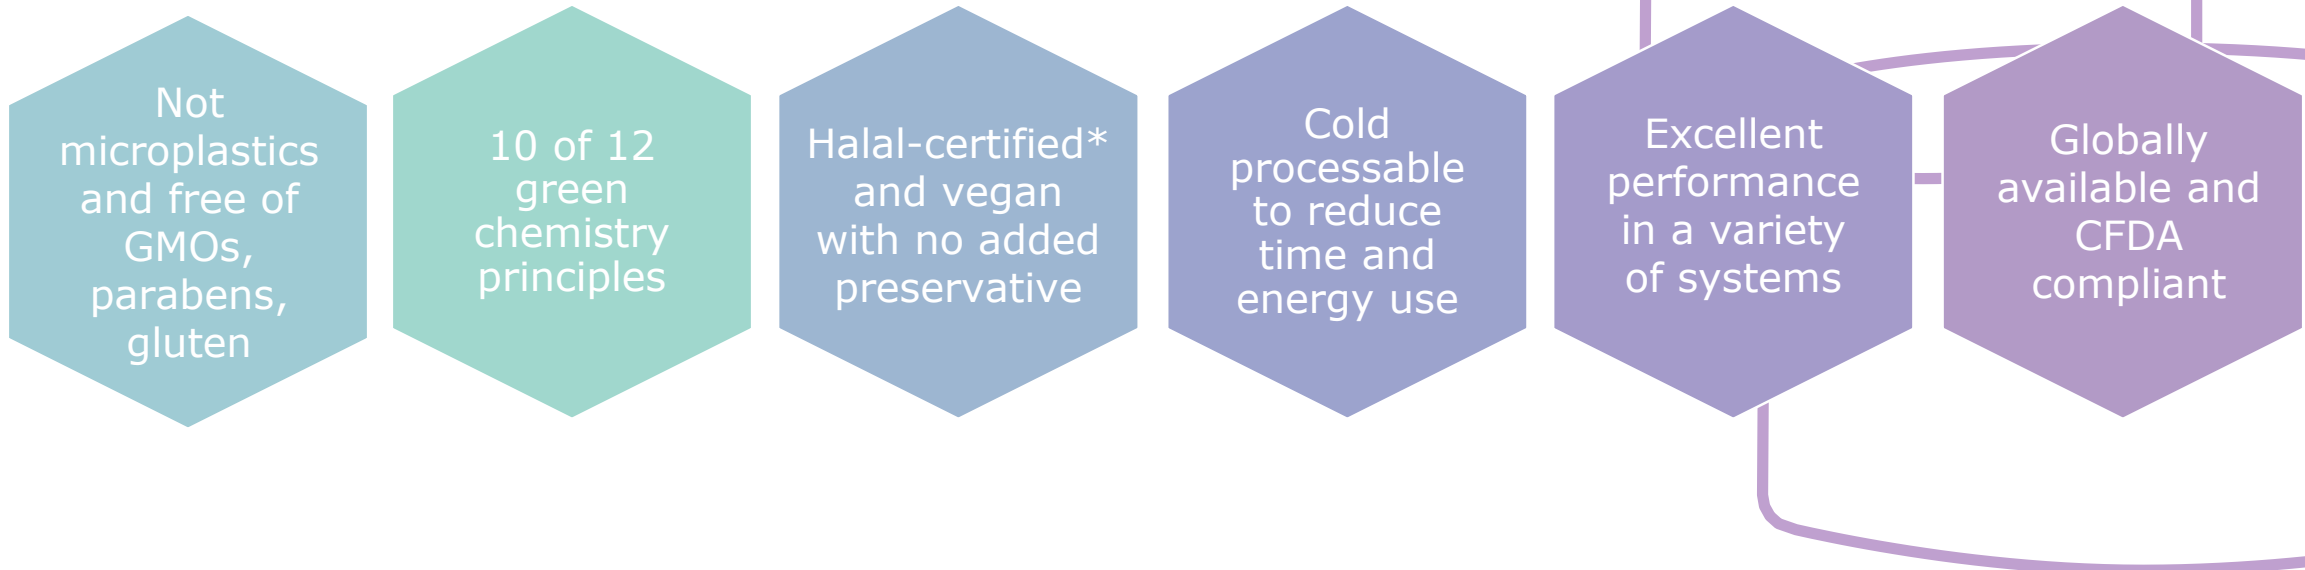 Not
microplastics
and free of
GMOs,
parabens,
gluten
10 of 12
green
chemistry
principles
Halal-certified*
and vegan
with no added
preservative
Cold
processable
to reduce
time and
energy use
Excellent
performance
in a variety
of systems
Globally
available and
CFDA
compliant